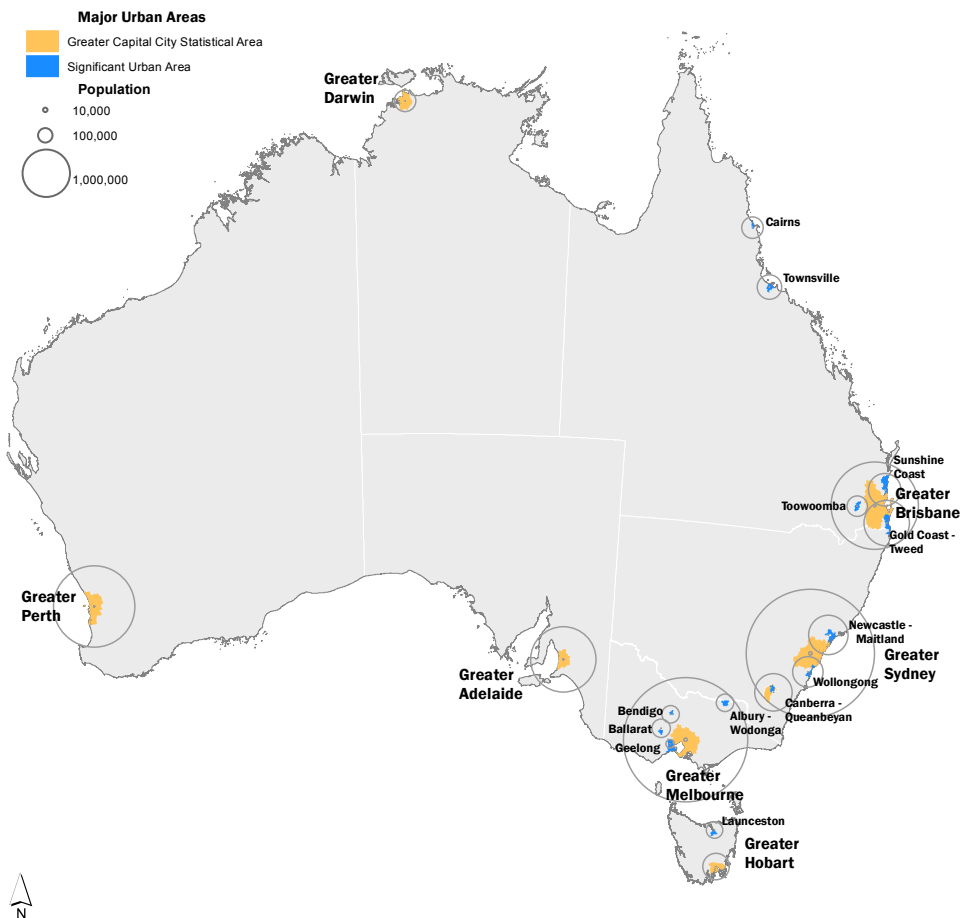 Major Urban Areas
Greater Capital City Statistical Area
Significant Urban Area
Population
10,000
100,000
1,000,000
Greater
Darwin
Cairns
Townsville
Sunshine
Coast
Greater
Brisbane
Toowoomba
Gold Coast -
Tweed
Greater
Perth
Newcastle -
Maitland
Greater
Sydney
Wollongong
Greater
Adelaide
Canberra -
Queanbeyan
Bendigo
Albury -
Wodonga
Ballarat
Geelong
Greater
Melbourne
Launceston
Greater
Hobart
N